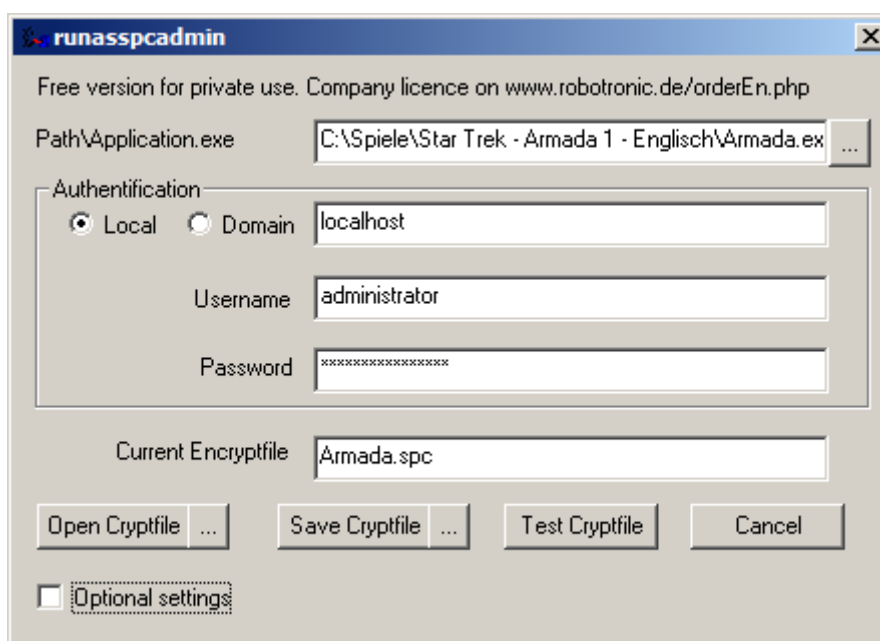 runasspcadmin
Free version for private use. Company licence on www.robotronic.de/orderEn.php
Path\Application.exe C:\Spiele\Star Trek - Armada 1 - Englisch\Armada.ex ...
Authentification
Local Domain localhost
Username administrator
Password ****************
Current Encryptfile Armada.spc
Open Cryptfile ... Save Cryptfile ... Test Cryptfile Cancel
Optional settings